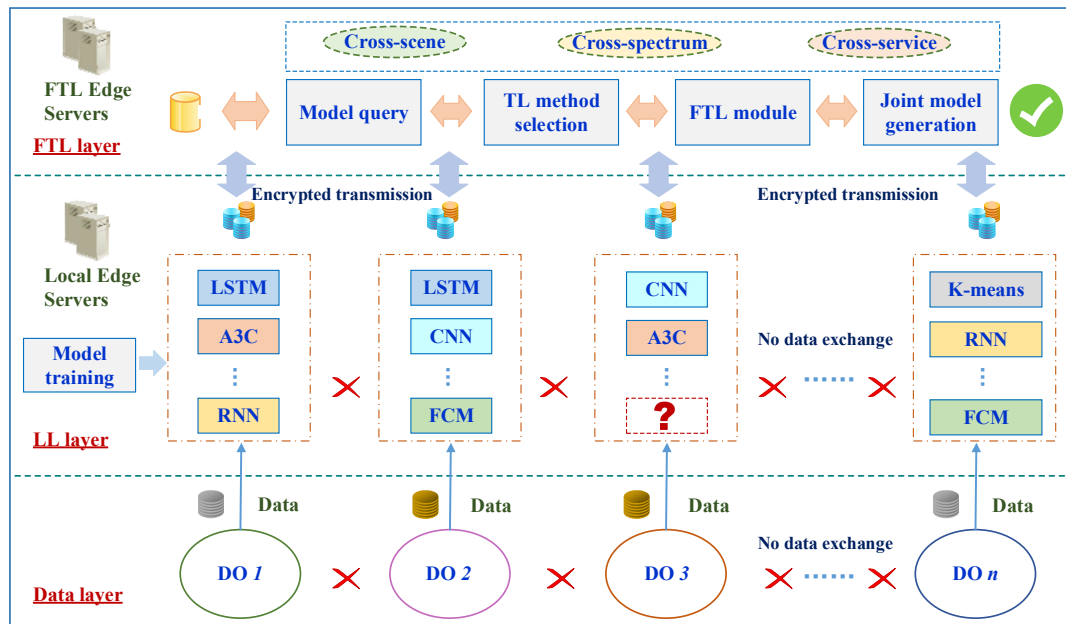 Cross-scene
Cross-spectrum
Cross-service
FTL Edge
Servers
FTL layer
Model query
TL method
selection
FTL module
Joint model
generation
Encrypted transmission
Encrypted transmission
Local Edge
Servers
LSTM
LSTM
CNN
K-means
A3C
CNN
A3C
RNN
No data exchange
Model
training
⋮
⋮
⋮
⋮
......
RNN
FCM
?
FCM
LL layer
Data
Data
Data
Data
DO 1
DO 2
DO 3
No data exchange
......
DO n
Data layer